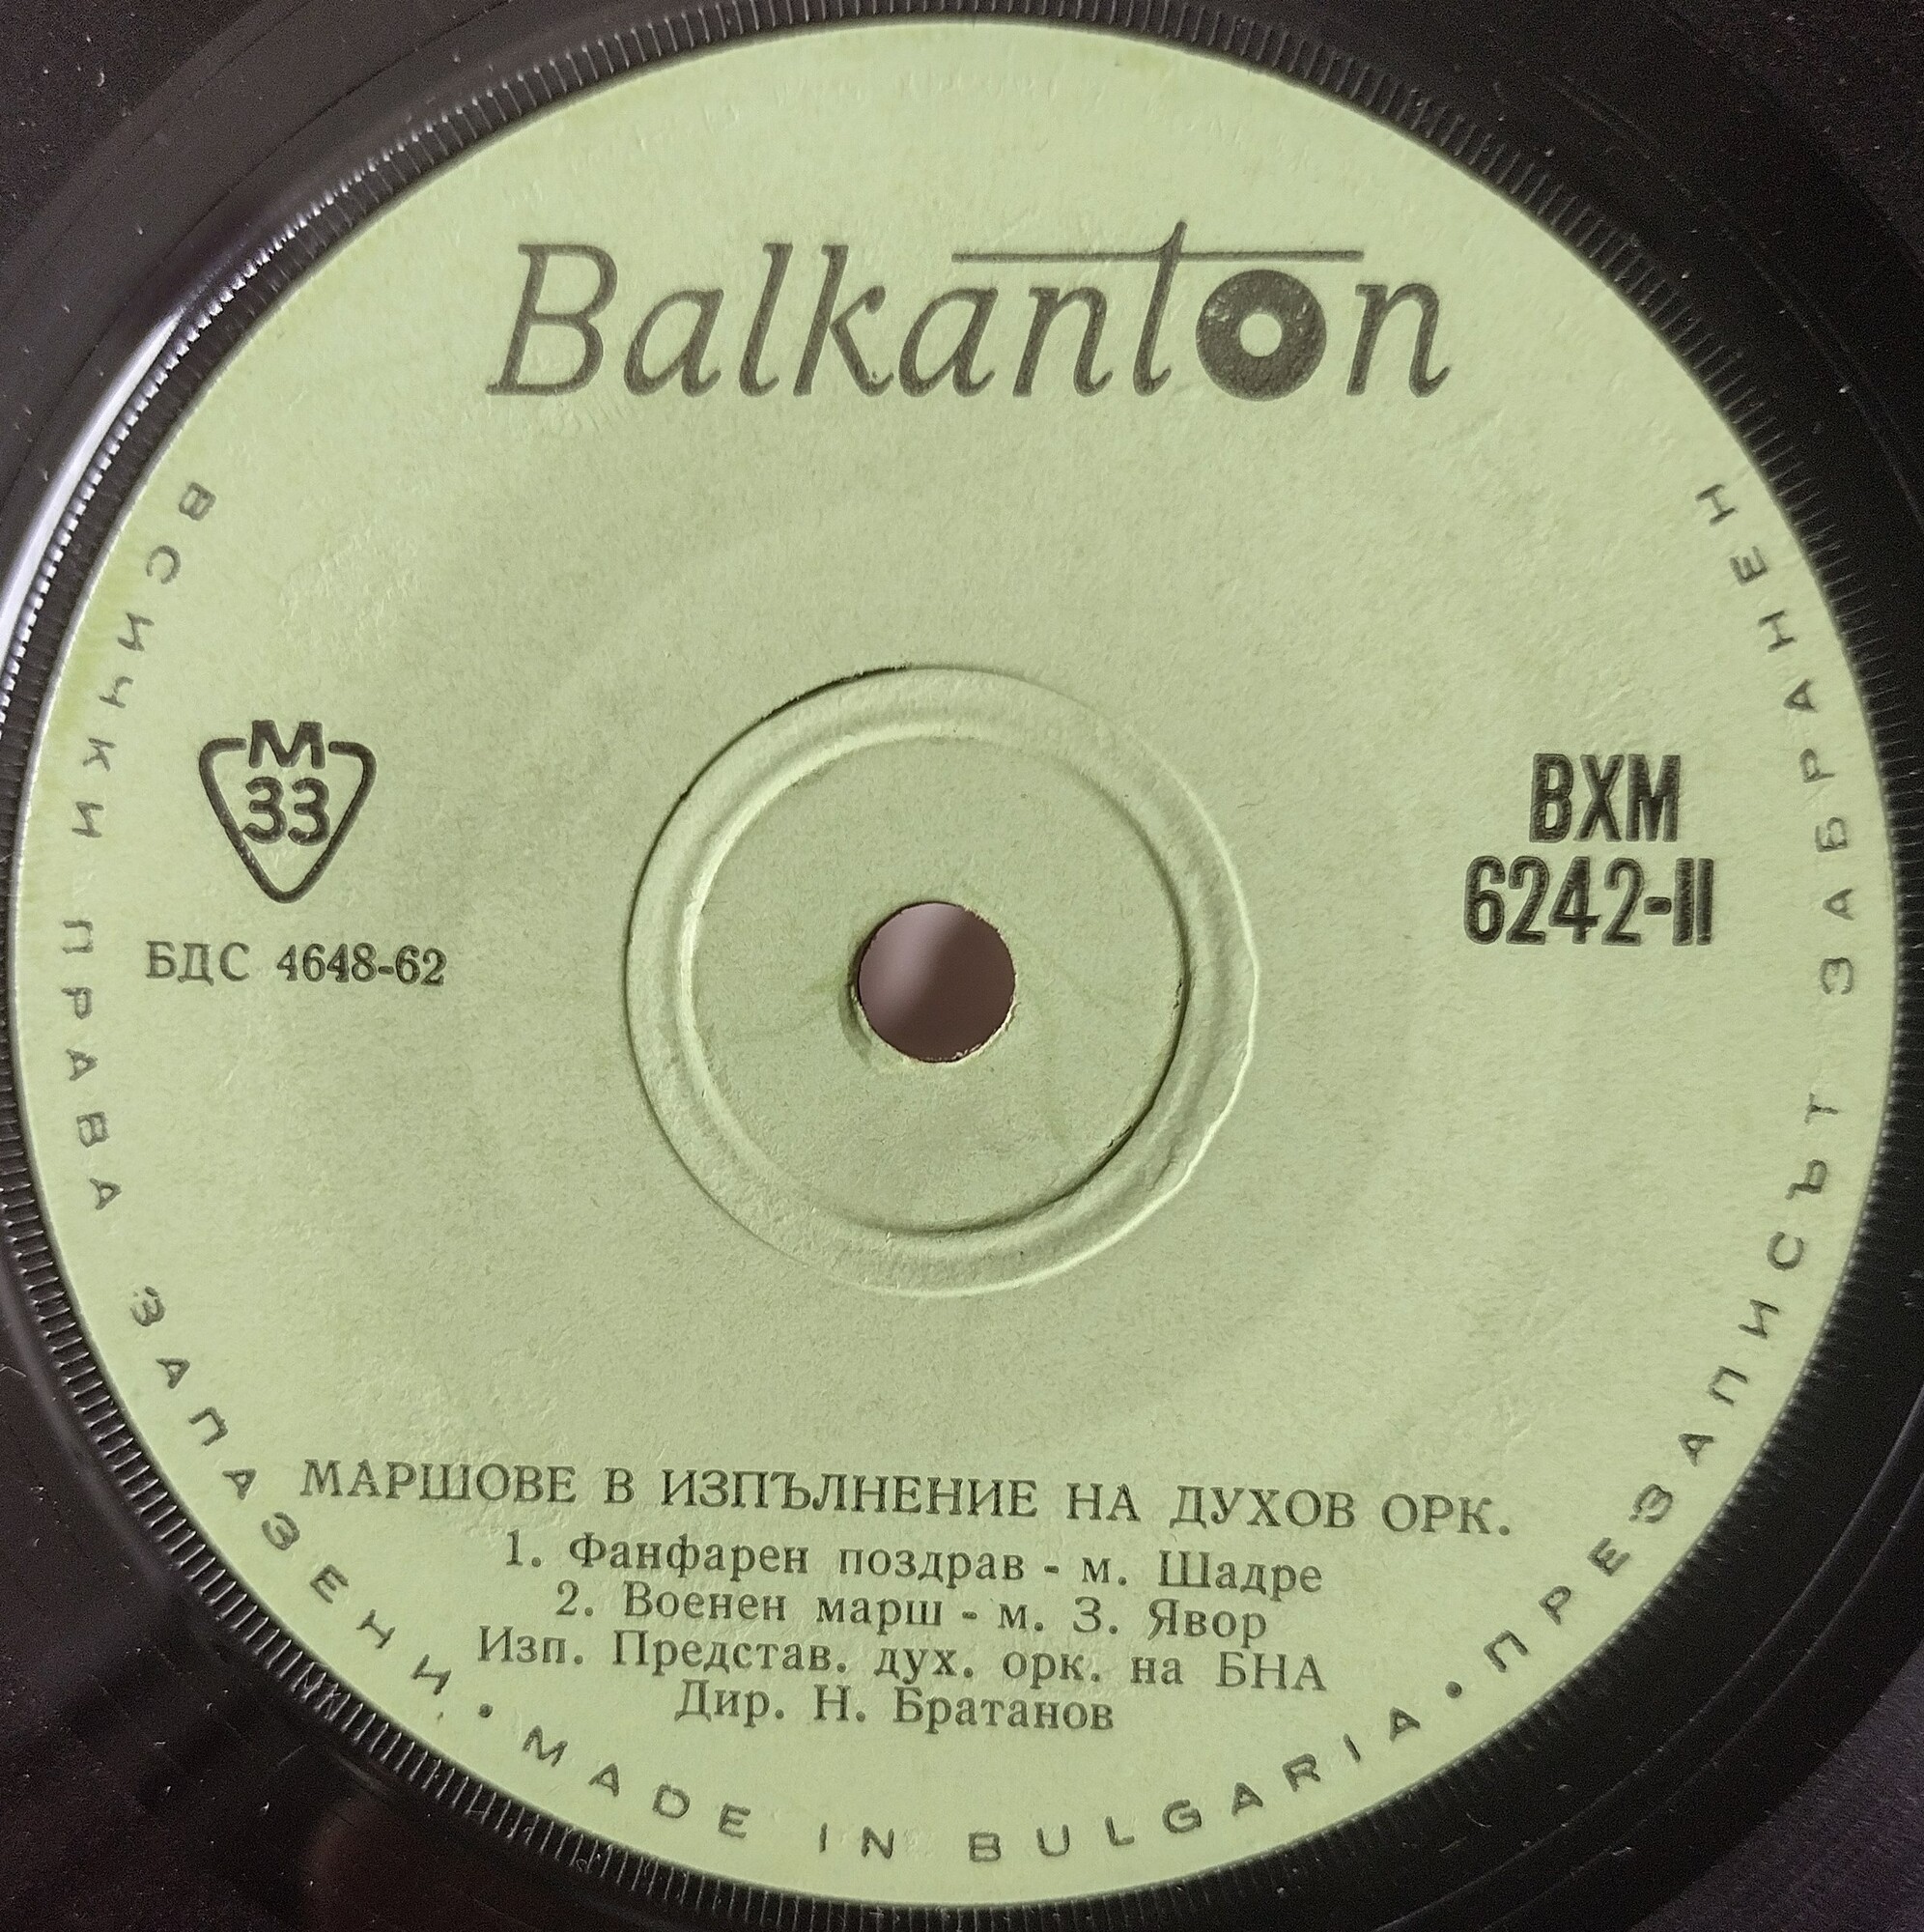 Balkanton
М
33
БДС 4648-62
ВХМ
6242-II
МАРШОВЕ В ИЗПЪЛНЕНИЕ НА ДУХОВ ОРК.
1. Фанфарен поздрав - м. Шадре
2. Военен марш - м. З. Явор
Изп. Представ. дух. орк. на БНА
Дир. Н. Братанов
ВСИЧКИ ПРАВА ЗАПАЗЕНИ • MADE IN BULGARIA • ПРЕЗАПИСЪТ ЗАБРАНЕН